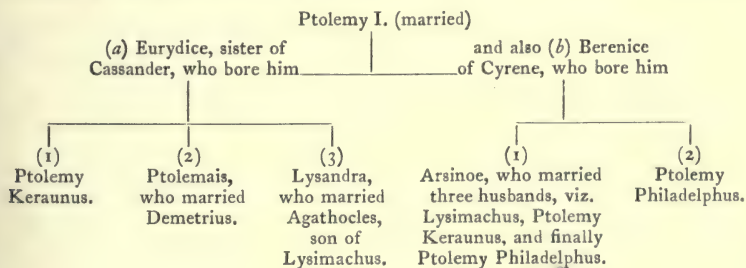 Ptolemy I. (married)
(a) Eurydice, sister of
Cassander, who bore him
and also (b) Berenice
of Cyrene, who bore him
(1)
Ptolemy
Keraunus.
(2)
Ptolemais,
who married
Demetrius.
(3)
Lysandra,
who married
Agathocles,
son of
Lysimachus.
(1)
Arsinoe, who married
three husbands, viz.
Lysimachus, Ptolemy
Keraunus, and finally
Ptolemy Philadelphus.
(2)
Ptolemy
Philadelphus.